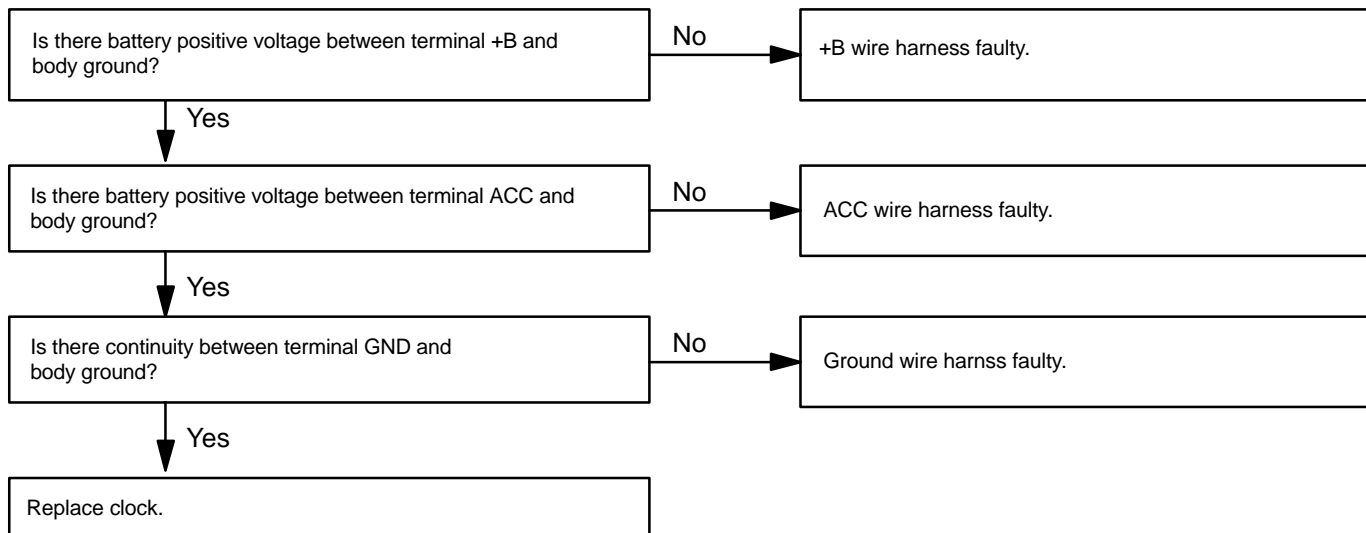 Is there battery positive voltage between terminal +B and
body ground?
No
+B wire harness faulty.
Yes
Is there battery positive voltage between terminal ACC and
body ground?
No
ACC wire harness faulty.
Yes
Is there continuity between terminal GND and
body ground?
No
Ground wire harnss faulty.
Yes
Replace clock.